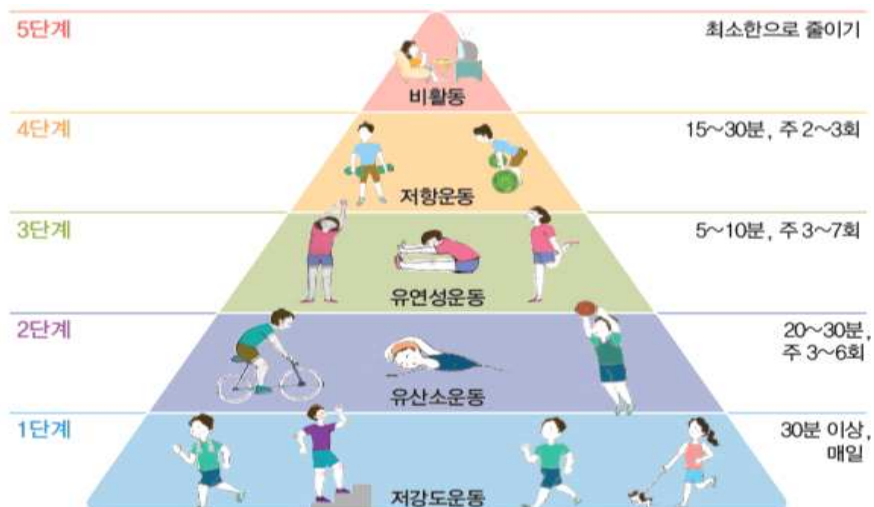 5단계
최소한으로 줄이기
비활동
4단계
15~30분, 주 2~3회
저항운동
3단계
5~10분, 주 3~7회
유연성운동
2단계
20~30분,
주 3~6회
유산소운동
1단계
30분 이상,
매일
저강도운동